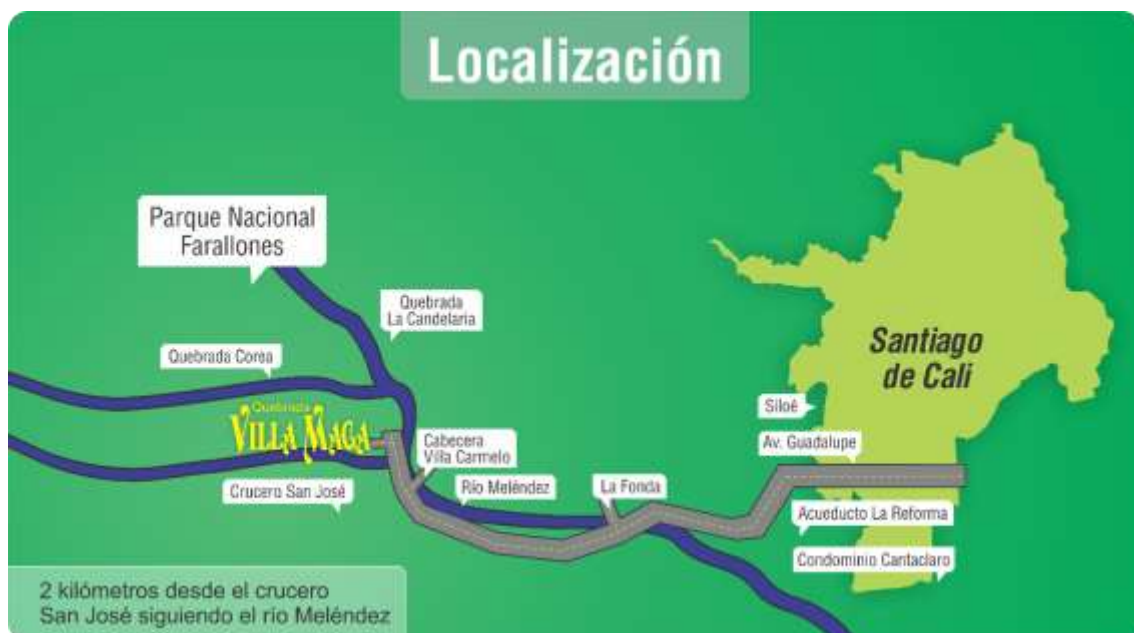 Localización
Parque Nacional
Farallones
Quebrada
La Candelaria
Quebrada Corea
Santiago
de Cali
Siloé
Quebrada
VILLA MAGA
Cabecera
Villa Carmelo
Av. Guadalupe
Crucero San José
Río Meléndez
La Fonda
Acueducto La Reforma
Condominio Cantaclaro
2 kilómetros desde el crucero
San José siguiendo el río Meléndez